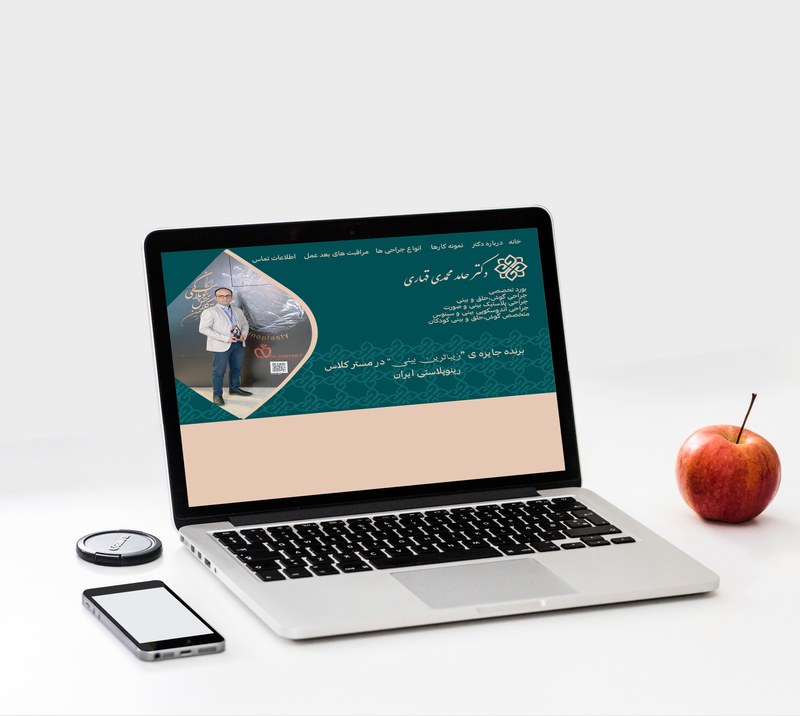 خانه درباره دکتر نمونه کارها انواع جراحی ها مراقبت های بعد عمل اطلاعات تماس
دکتر حامد محمدی قهاری
بورد تخصصی
جراحی گوش،حلق و بینی
جراحی پلاستیک بینی و صورت
جراحی آندوسکوپی بینی و سینوس
متخصص گوش،حلق و بینی کودکان
برنده جایزه ی "زیباترین بینی" در مستر کلاس
رینوپلاستی ایران